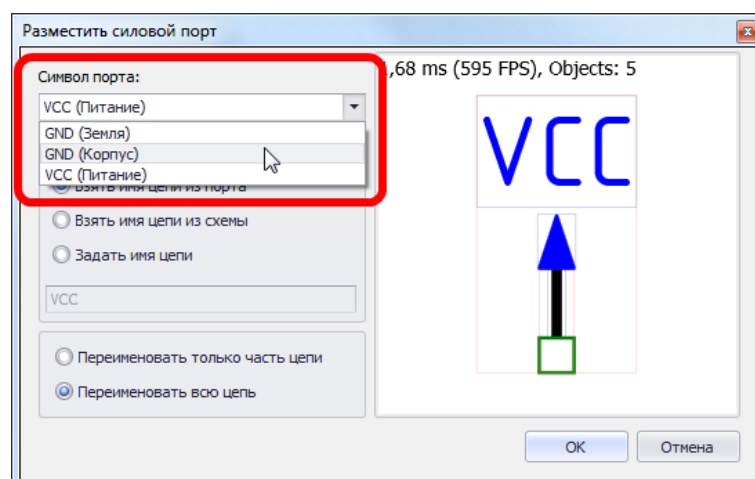 Разместить силовой порт
Символ порта:
VCC (Питание)
GND (Земля)
GND (Корпус)
VCC (Питание)
Взять имя цепи из порта
Взять имя цепи из схемы
Задать имя цепи
VCC
Переименовать только часть цепи
Переименовать всю цепь
,68 ms (595 FPS), Objects: 5
VCC
OK
Отмена